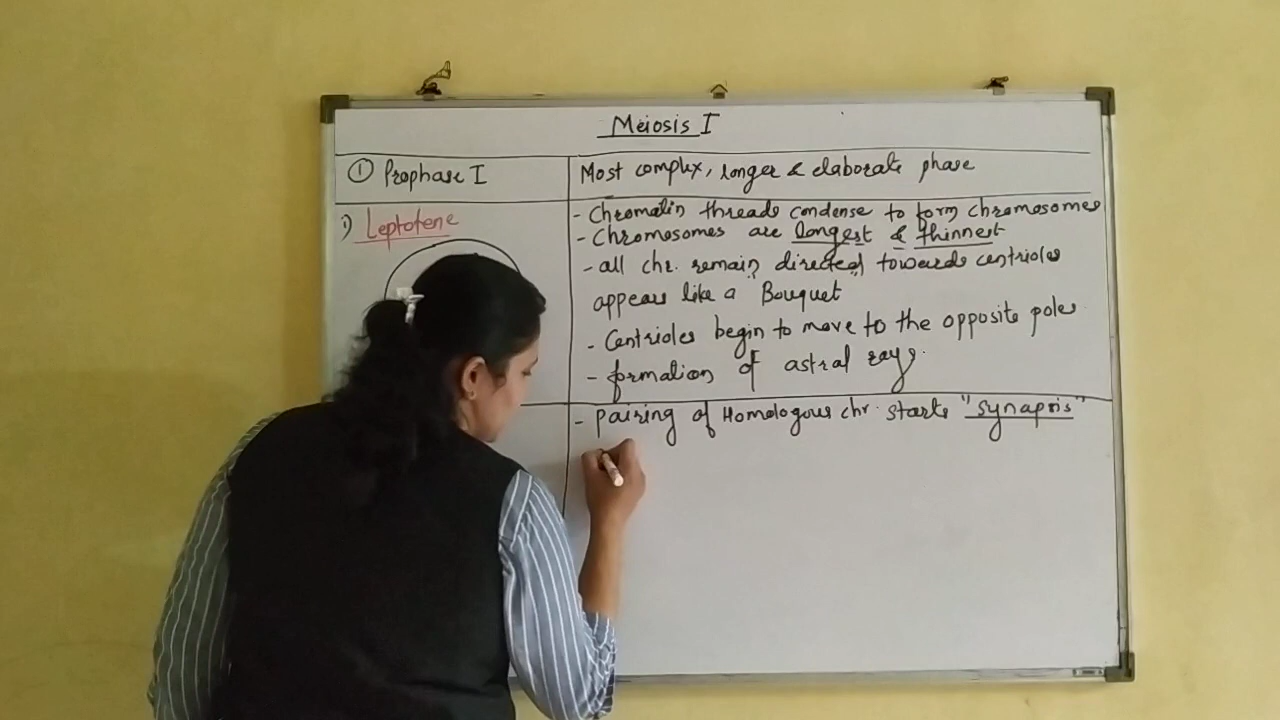 Meiosis I
① Prophase I
Most complex, longer & elaborate phase
i) Leptotene
- Chromatin threads condense to form chromosomes
- Chromosomes are longest & thinnest
- all chr. remain directed towards centrioles
appears like a "Bouquet"
- Centrioles begin to move to the opposite poles
- formation of astral rays.
- pairing of Homologous chr. starts "synapsis"